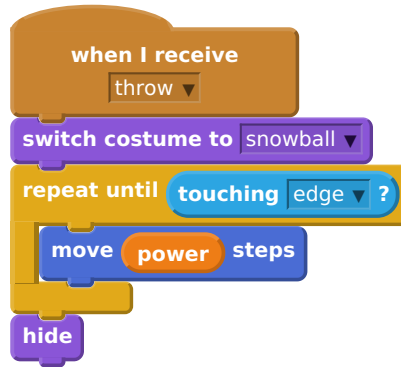 when I receive
throw ▼
switch costume to snowball ▼
repeat until touching edge ▼ ?
move power steps
hide